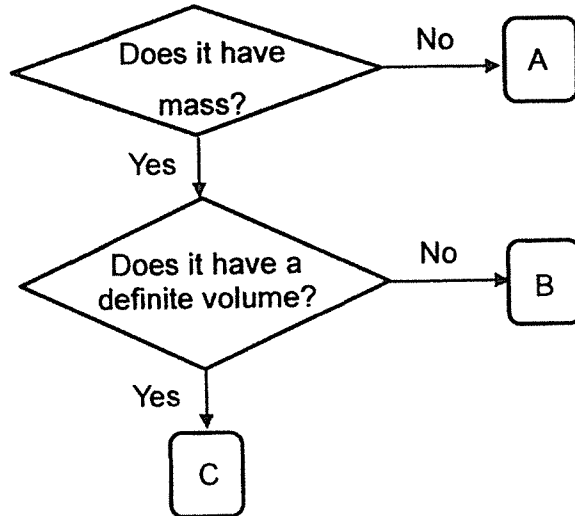 Does it have
mass?
No
A
Yes
Does it have a
definite volume?
No
B
Yes
C